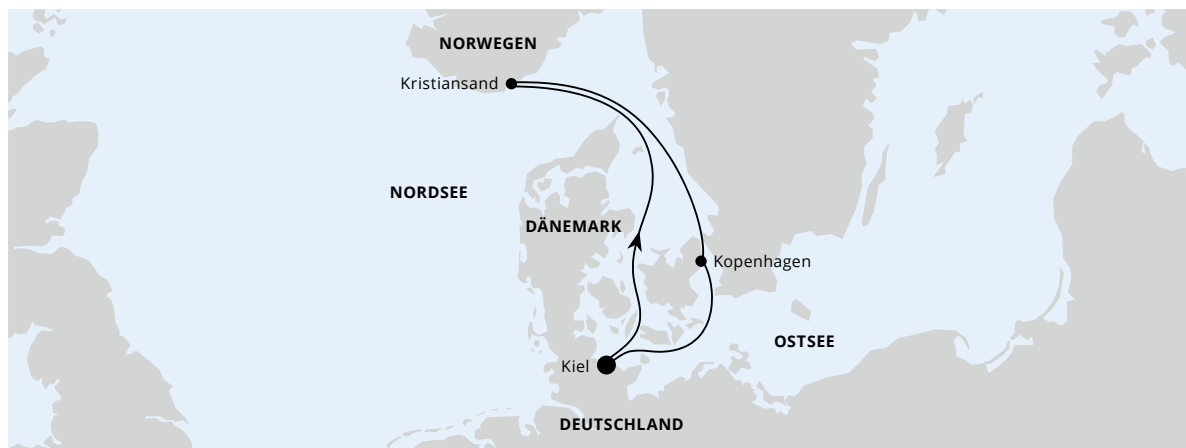 NORWEGEN
Kristiansand
NORDSEE
DÄNEMARK
Kopenhagen
OSTSEE
Kiel
DEUTSCHLAND